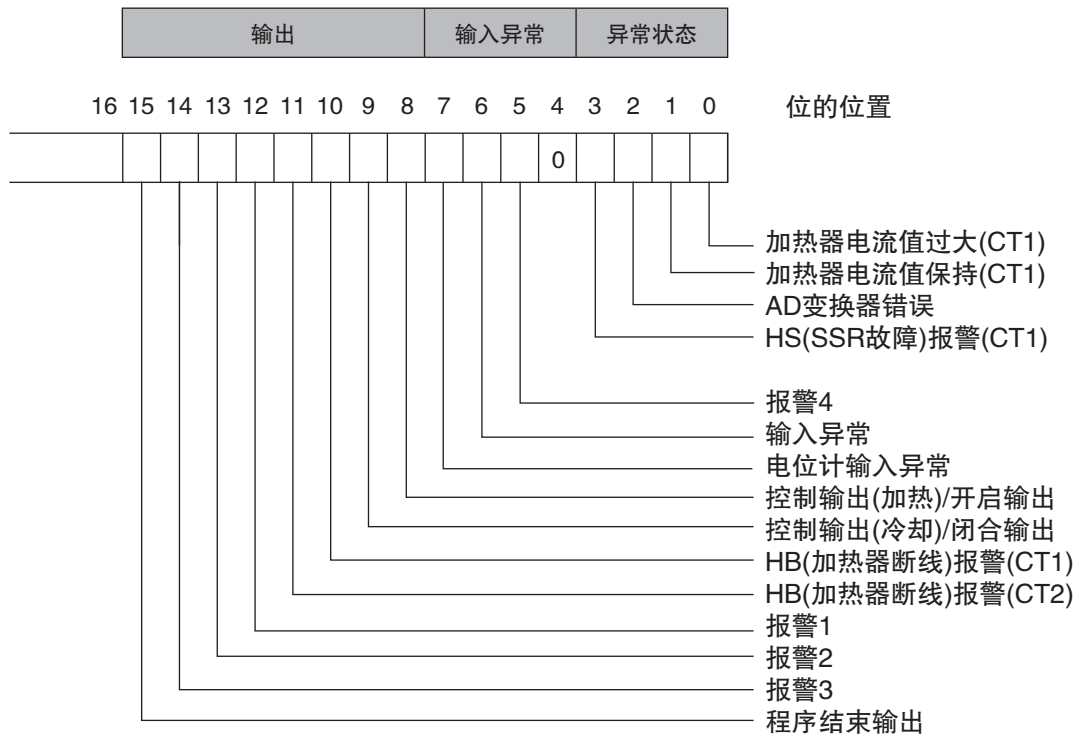 输出 输入异常 异常状态
16 15 14 13 12 11 10 9 8 7 6 5 4 3 2 1 0 位的位置
0
加热器电流值过大(CT1)
加热器电流值保持(CT1)
AD变换器错误
HS(SSR故障)报警(CT1)
报警4
输入异常
电位计输入异常
控制输出(加热)/开启输出
控制输出(冷却)/闭合输出
HB(加热器断线)报警(CT1)
HB(加热器断线)报警(CT2)
报警1
报警2
报警3
程序结束输出